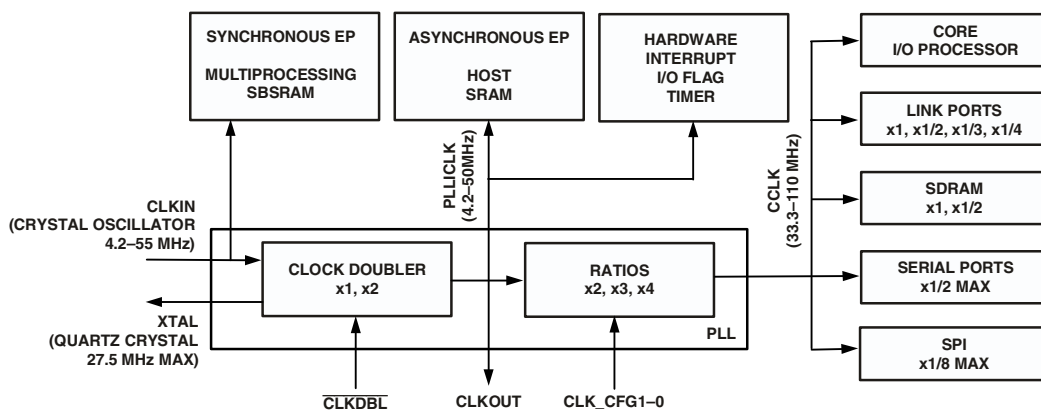 SYNCHRONOUS EP
MULTIPROCESSING
SBSRAM
ASYNCHRONOUS EP
HOST
SRAM
HARDWARE
INTERRUPT
I/O FLAG
TIMER
CORE
I/O PROCESSOR
LINK PORTS
x1, x1/2, x1/3, x1/4
SDRAM
x1, x1/2
SERIAL PORTS
x1/2 MAX
SPI
x1/8 MAX
PLLICLK
(4.2–50MHz)
CCLK
(33.3–110 MHz)
CLKIN
(CRYSTAL OSCILLATOR
4.2–55 MHz)
CLOCK DOUBLER
x1, x2
RATIOS
x2, x3, x4
PLL
XTAL
(QUARTZ CRYSTAL
27.5 MHz MAX)
CLKDBL
CLKOUT
CLK_CFG1–0